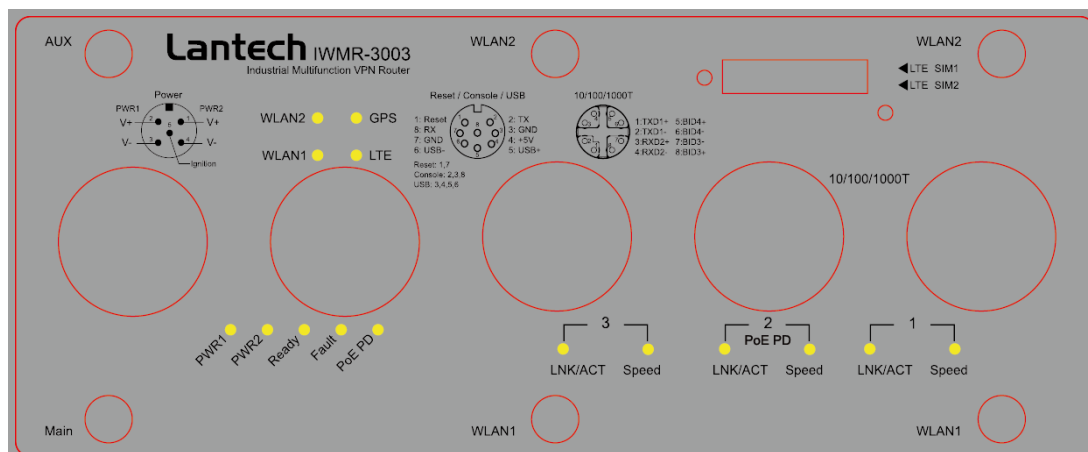 AUX
Lantech IWMR-3003
Industrial Multifunction VPN Router
WLAN2
WLAN2
LTE SIM1
LTE SIM2
Power
PWR1 PWR2
V+ 2 1 V+
5
V- 3 4 V-
Ignition
WLAN2 GPS
WLAN1 LTE
Reset / Console / USB
1: Reset 2: TX
8: RX 3: GND
7: GND 4: +5V
6: USB- 5: USB+
Reset: 1,7
Console: 2,3,8
USB: 3,4,5,6
10/100/1000T
1:TXD1+ 5:BID4+
2:TXD1- 6:BID4-
3:RXD2+ 7:BID3-
4:RXD2- 8:BID3+
10/100/1000T
PWR1
PWR2
Ready
Fault
PoE PD
3
LNK/ACT Speed
2
PoE PD
LNK/ACT Speed
1
LNK/ACT Speed
Main
WLAN1
WLAN1